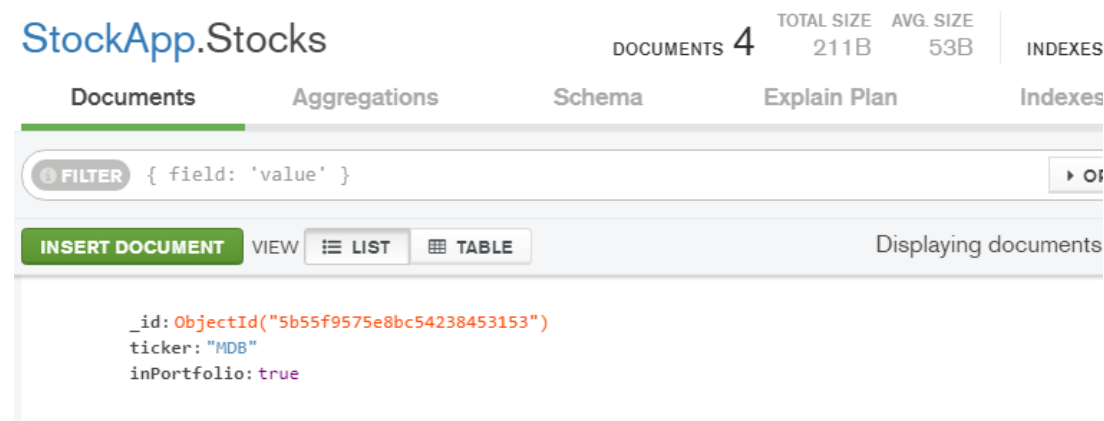 StockApp.Stocks
DOCUMENTS 4
TOTAL SIZE AVG. SIZE
211B 53B
INDEXES
Documents Aggregations Schema Explain Plan Indexes
FILTER { field: 'value' }
INSERT DOCUMENT VIEW LIST TABLE Displaying documents
_id: ObjectId("5b55f9575e8bc54238453153")
ticker: "MDB"
inPortfolio: true